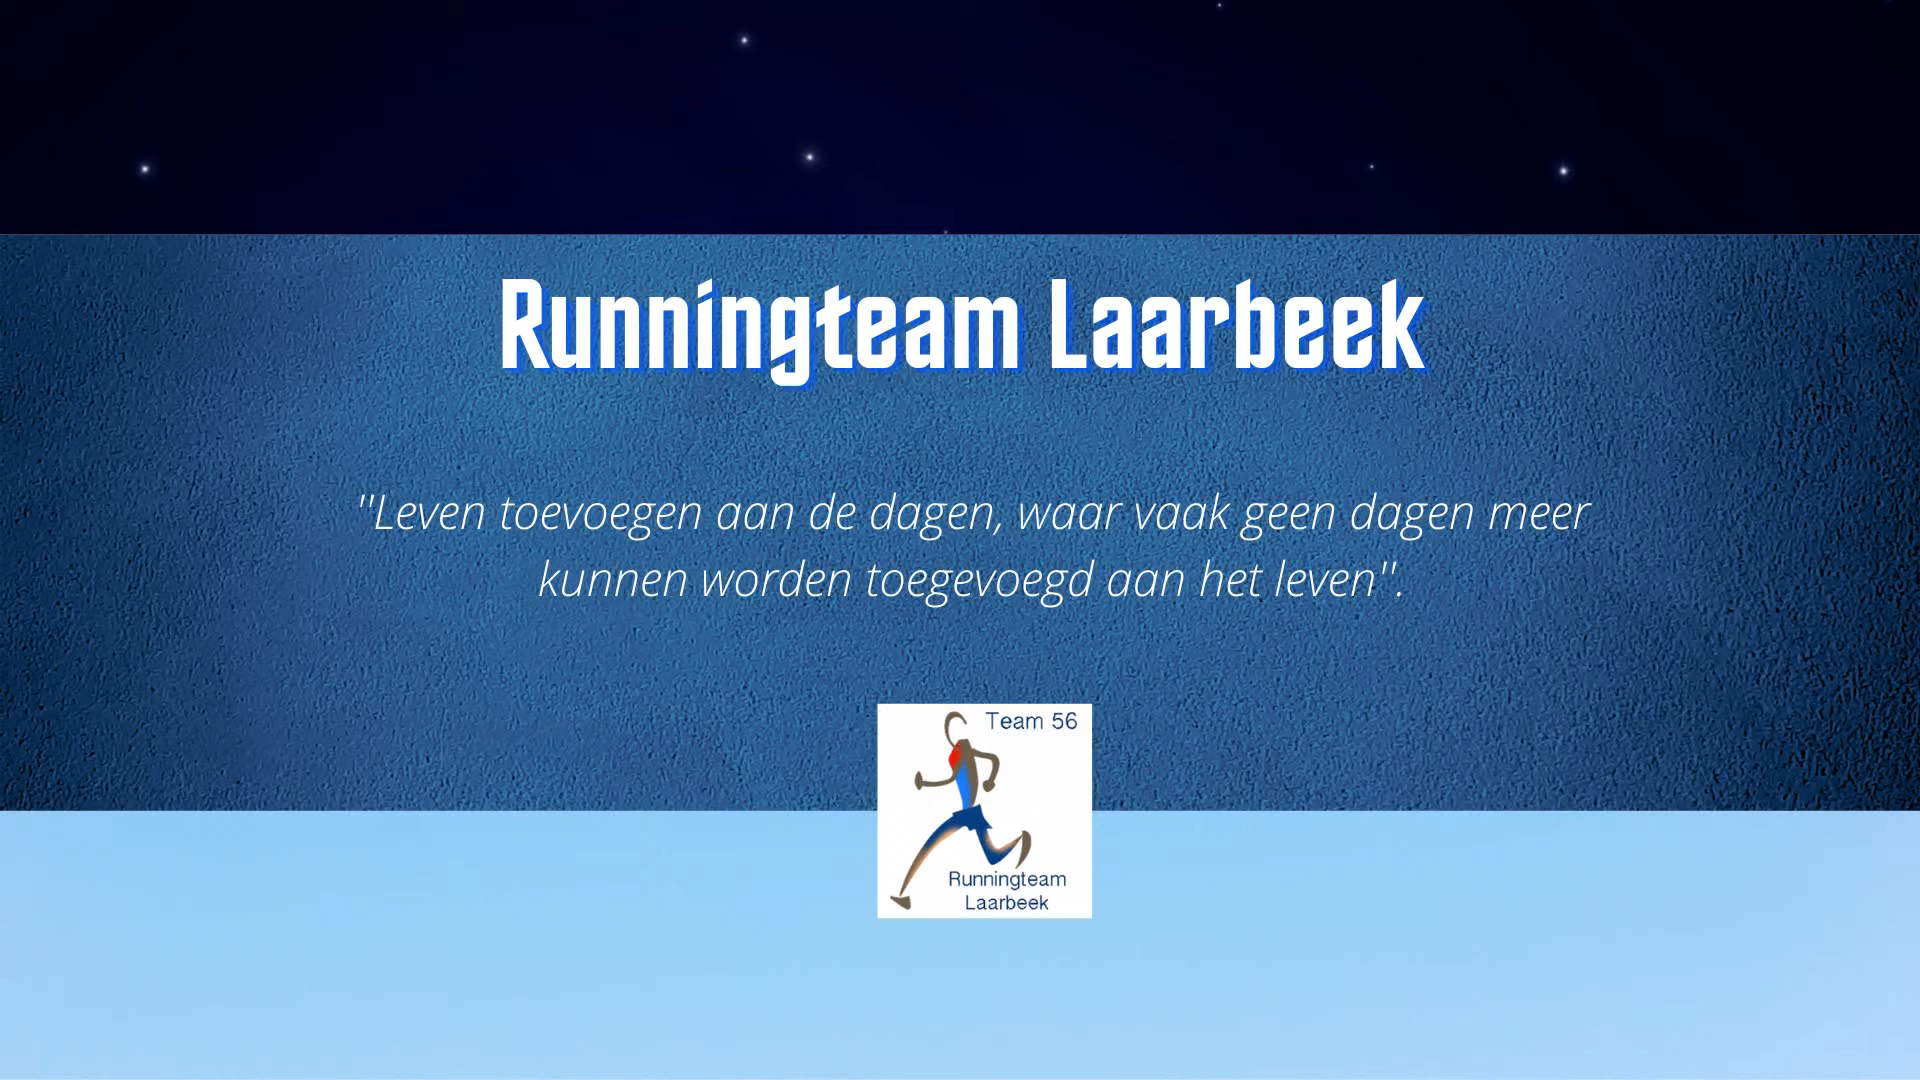 Runningteam Laarbeek
"Leven toevoegen aan de dagen, waar vaak geen dagen meer
kunnen worden toegevoegd aan het leven".
Team 56
Runningteam
Laarbeek